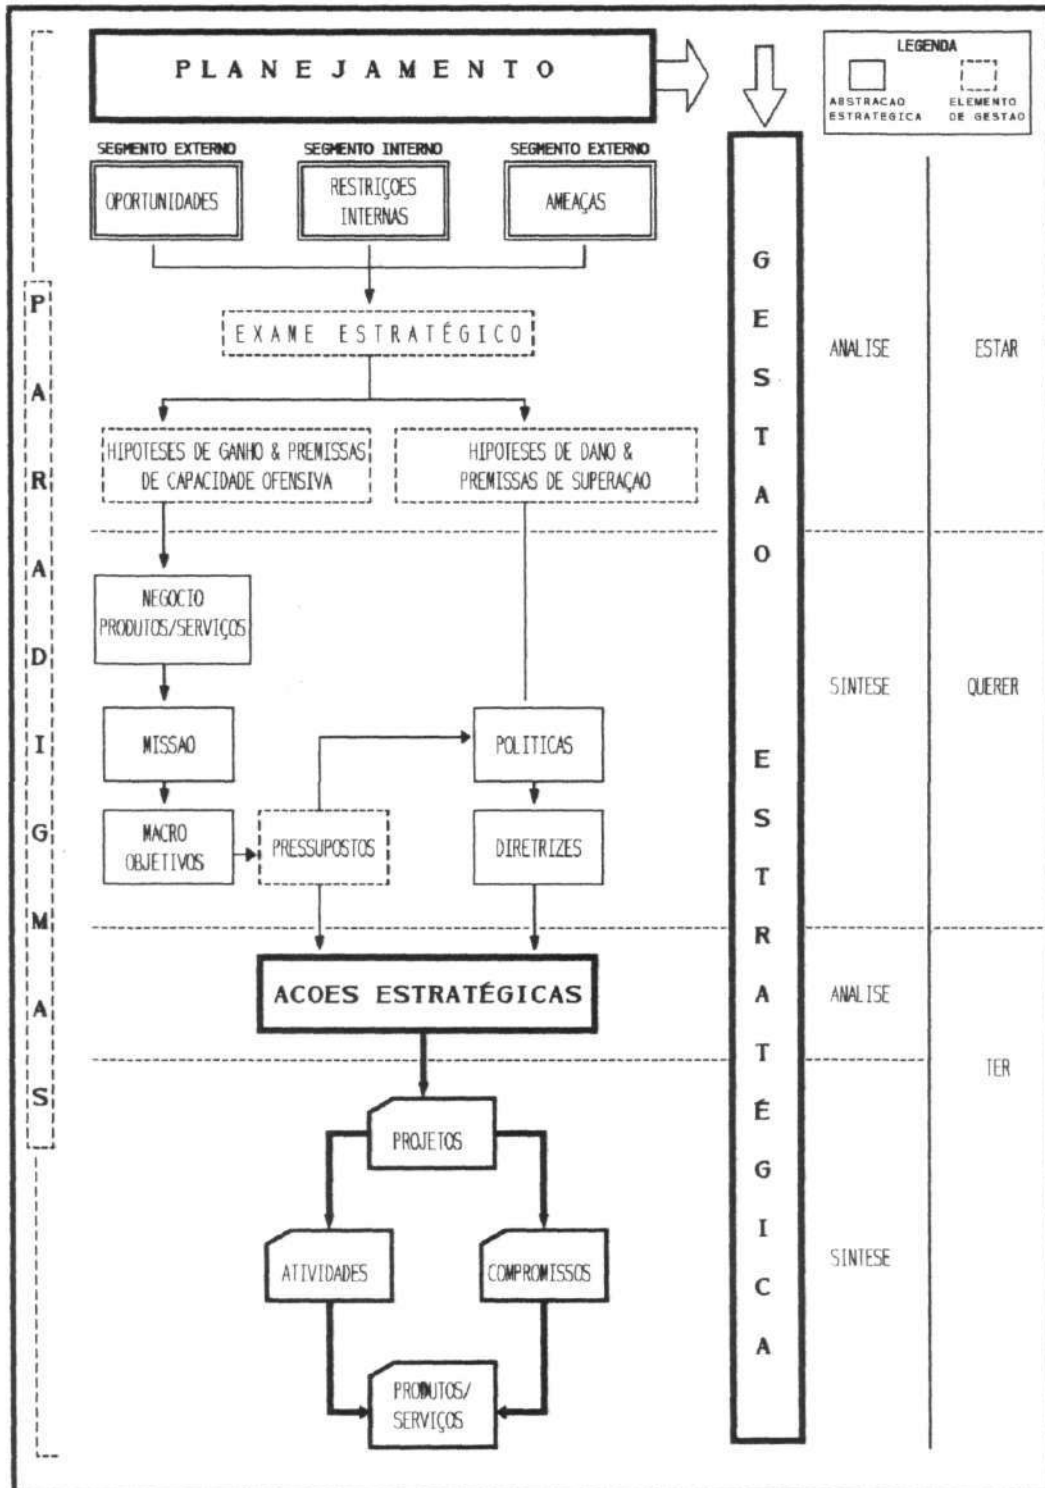 PLANEJAMENTO
LEGENDA
ABSTRACAO
ESTRATEGICA
ELEMENTO
DE GESTAO
SEGMENTO EXTERNO
SEGMENTO INTERNO
SEGMENTO EXTERNO
OPORTUNIDADES
RESTRIÇOES
INTERNAS
AMEAÇAS
EXAME ESTRATÉGICO
HIPOTESES DE GANHO & PREMISSAS
DE CAPACIDADE OFENSIVA
HIPOTESES DE DANO &
PREMISSAS DE SUPERAÇAO
NEGOCIO
PRODUTOS/SERVIÇOS
MISSAO
MACRO
OBJETIVOS
PRESSUPOSTOS
POLITICAS
DIRETRIZES
ACOES ESTRATÉGICAS
PROJETOS
ATIVIDADES
COMPROMISSOS
PRODUTOS/
SERVIÇOS
PARADIGMAS
GESTAO ESTRATÉGICA
ANALISE
ESTAR
SINTESE
QUERER
ANALISE
TER
SINTESE